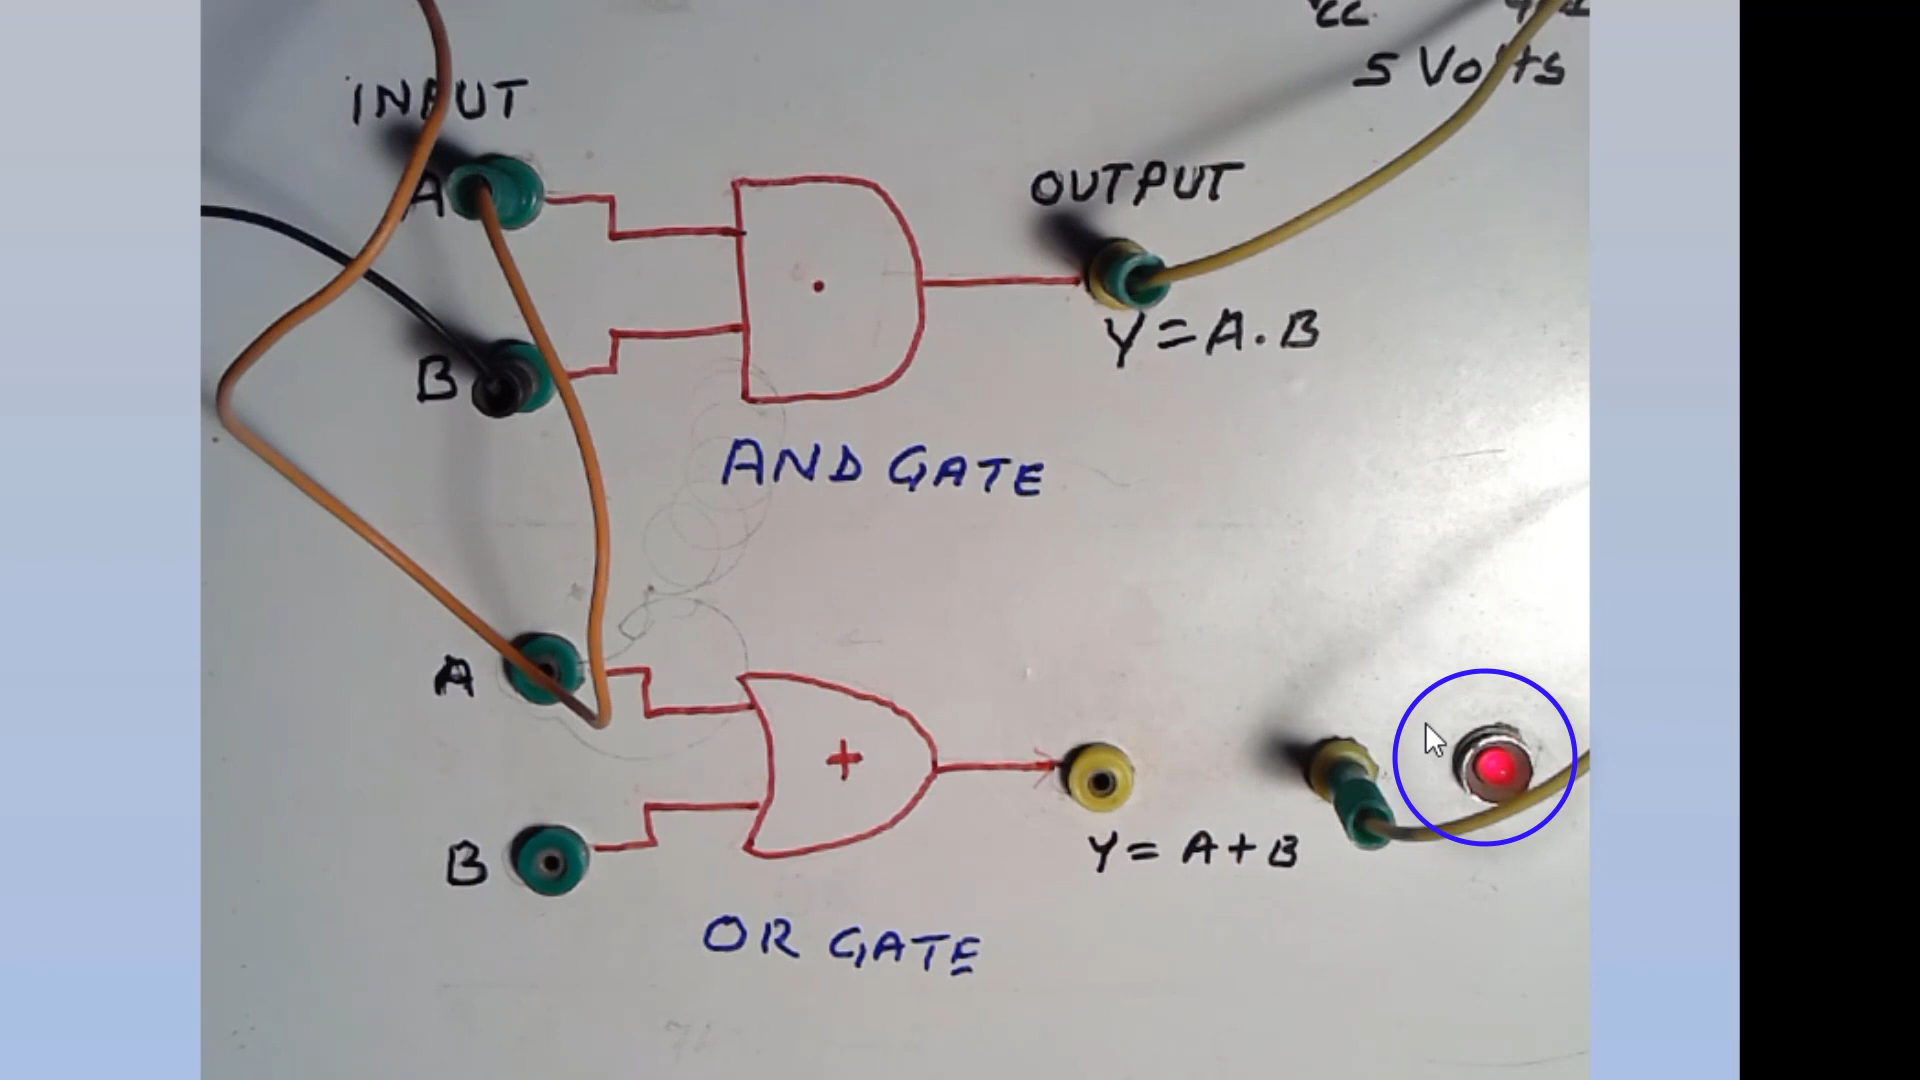 INPUT
5 Volts
A
OUTPUT
.
Y=A.B
B
AND GATE
A
+
B
Y= A+B
OR GATE